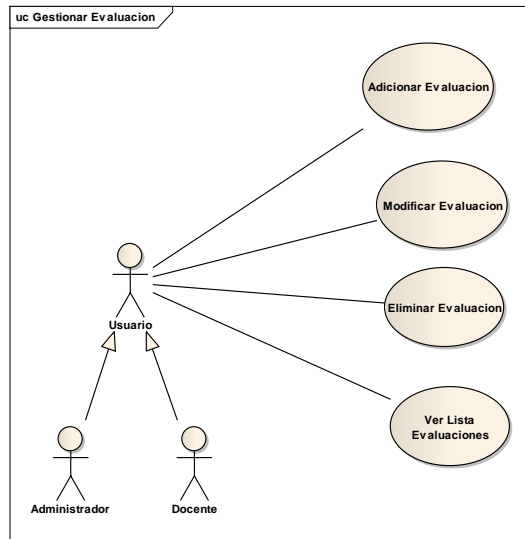 uc Gestionar Evaluacion
Adicionar Evaluacion
Modificar Evaluacion
Eliminar Evaluacion
Usuario
Ver Lista
Evaluaciones
Administrador
Docente